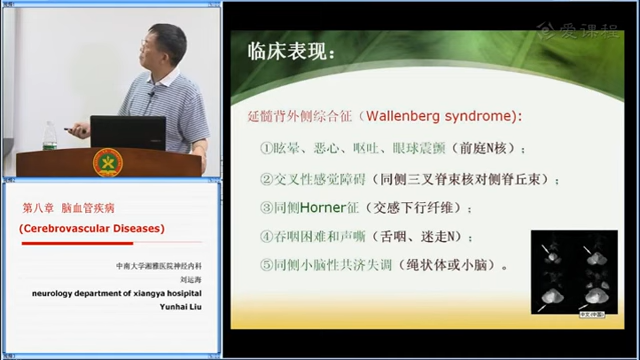 第八章 脑血管疾病
(Cerebrovascular Diseases)
中南大学湘雅医院神经内科
刘运海
neurology department of xiangya hosipital
Yunhai Liu
爱课程
临床表现：
延髓背外侧综合征（Wallenberg syndrome):
①眩晕、恶心、呕吐、眼球震颤（前庭N核）；
②交叉性感觉障碍（同侧三叉脊束核对侧脊丘束）；
③同侧Horner征（交感下行纤维）；
④吞咽困难和声嘶（舌咽、迷走N）；
⑤同侧小脑性共济失调（绳状体或小脑）。